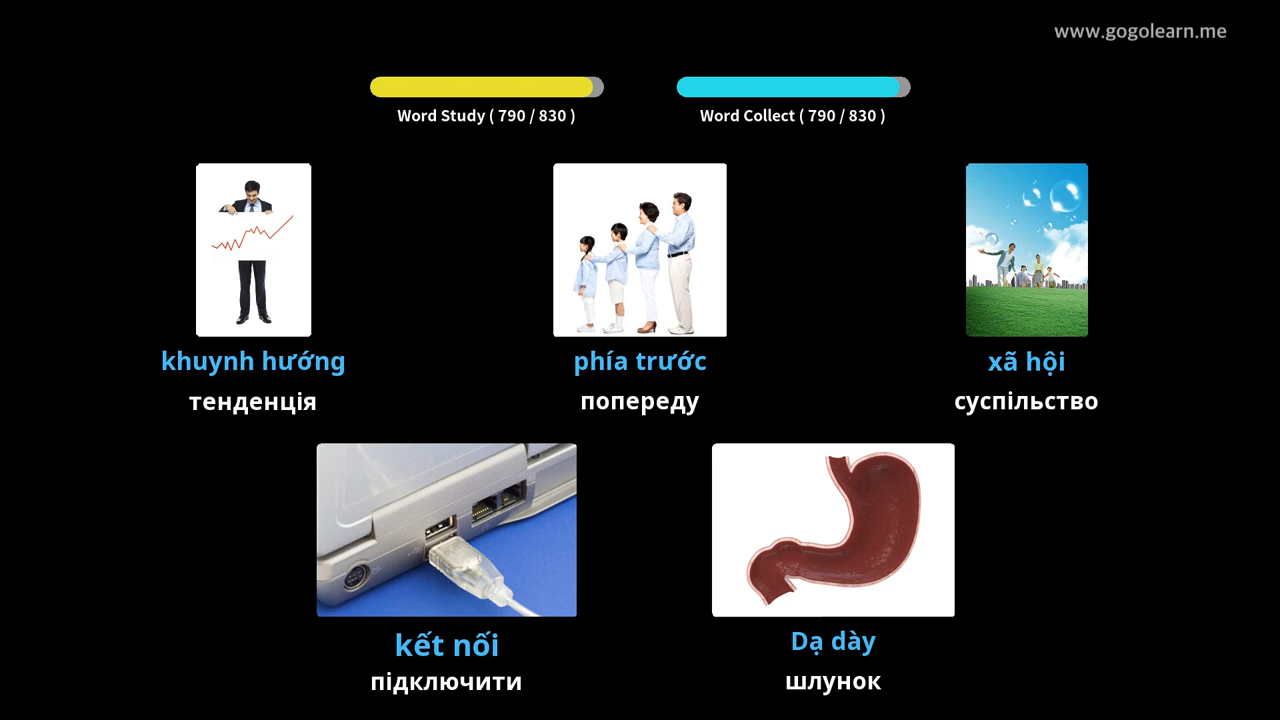 www.gogolearn.me
Word Study ( 790 / 830 )
Word Collect ( 790 / 830 )
khuynh hướng
тенденція
phía trước
попереду
xã hội
суспільство
kết nối
підключити
Dạ dày
шлунок